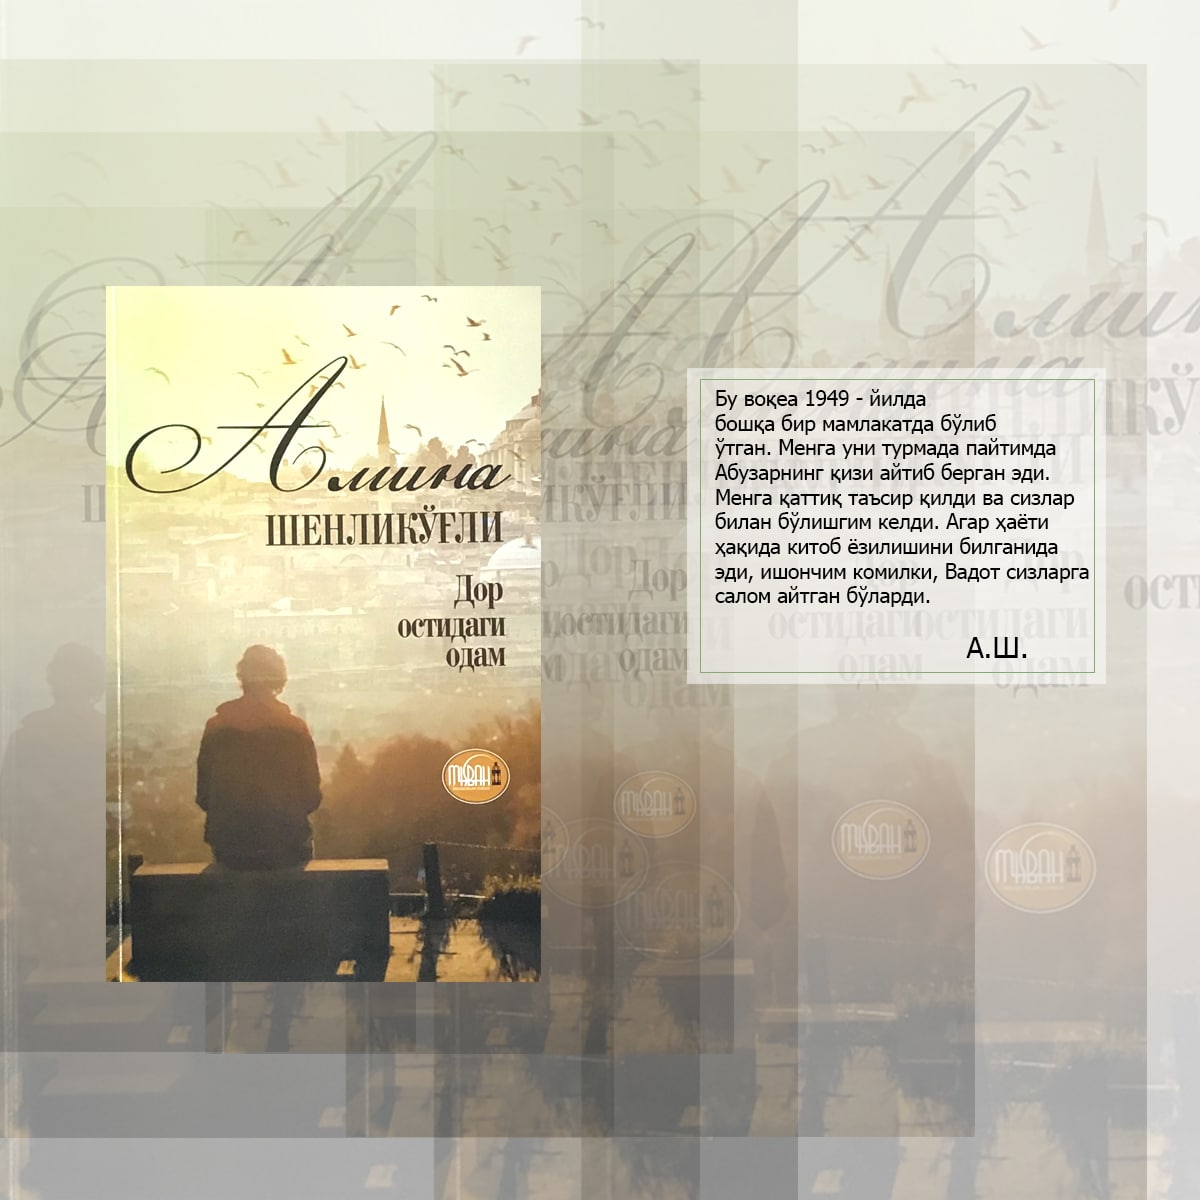 Амина
ШЕНЛИКЎҒЛИ
Дор
остидаги
одам
MISBAH
Бу воқеа 1949 - йилда
бошқа бир мамлакатда бўлиб
ўтган. Менга уни турмада пайтимда
Абузарнинг қизи айтиб берган эди.
Менга қаттиқ таъсир қилди ва сизлар
билан бўлишгим келди. Агар ҳаёти
ҳақида китоб ёзилишини билганида
эди, ишончим комилки, Вадот сизларга
салом айтган бўларди.
А.Ш.